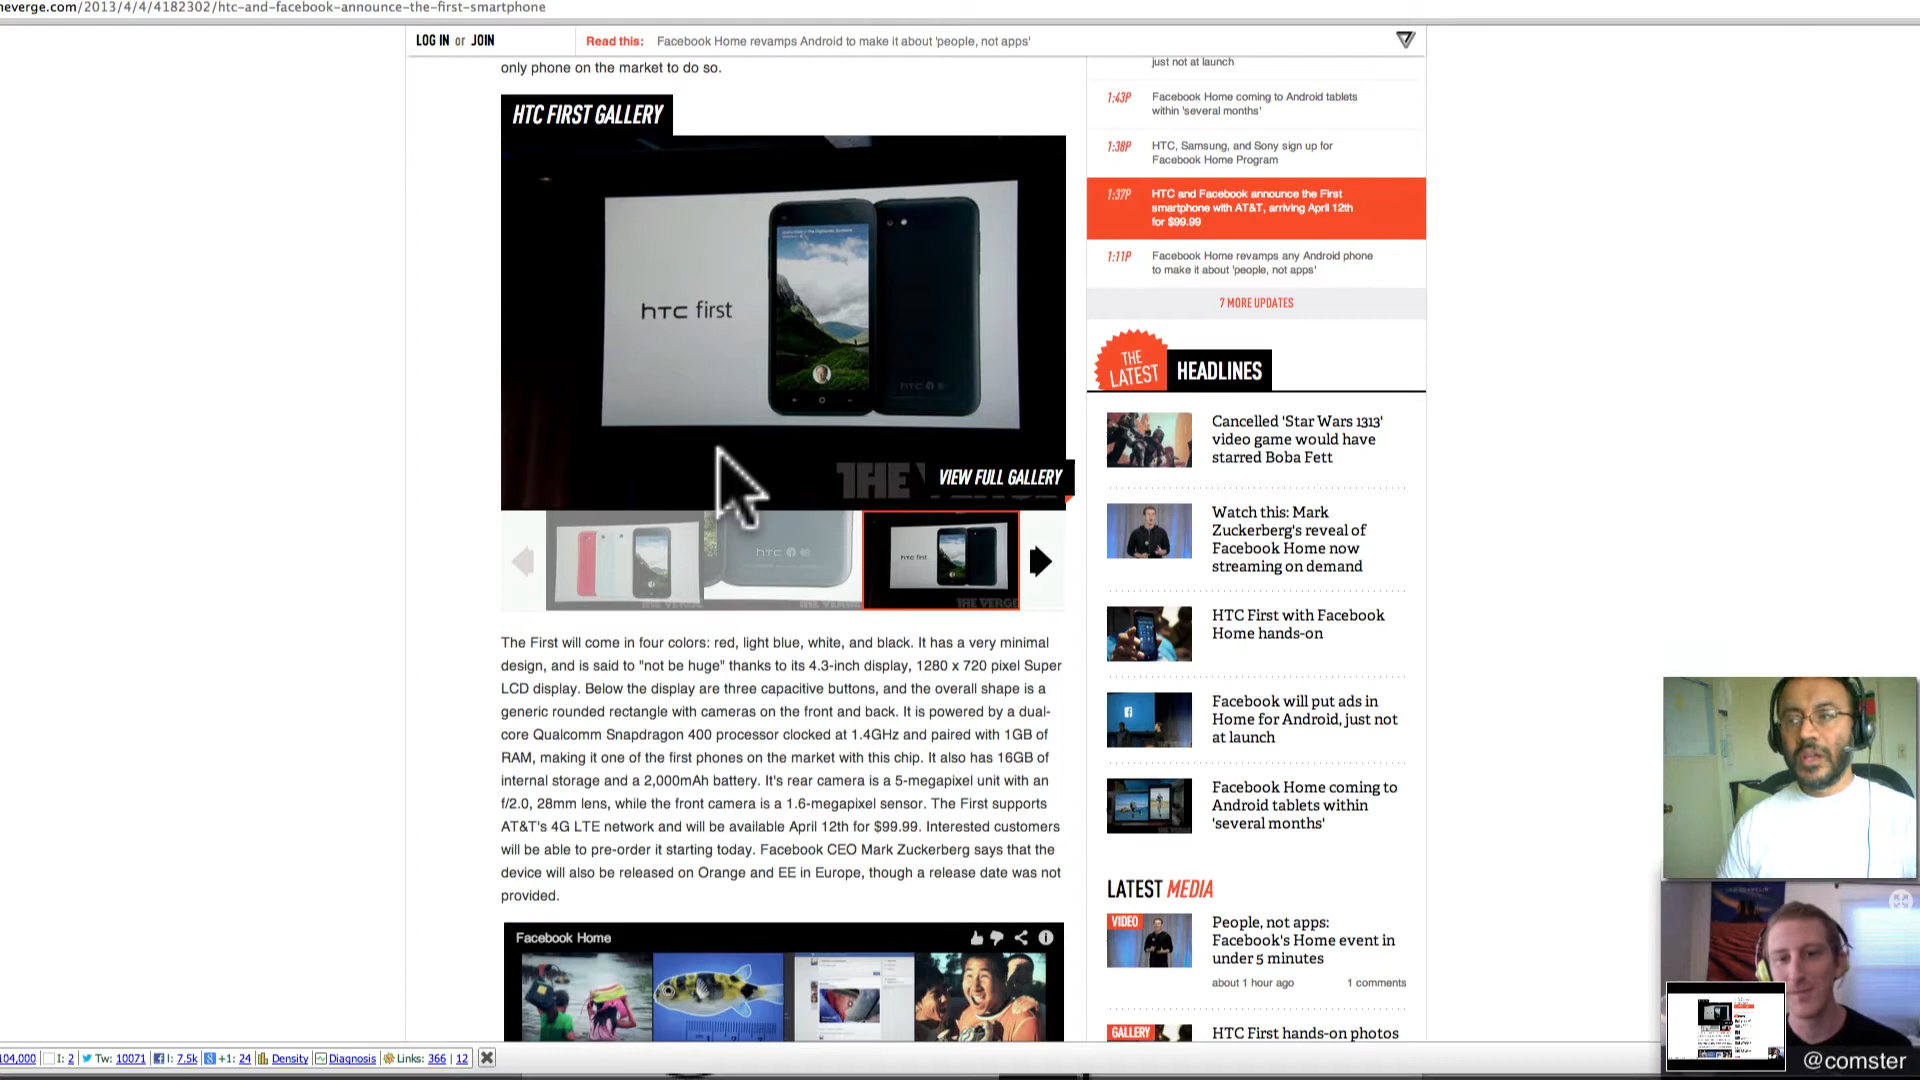 neverge.com/2013/4/4/4182302/htc-and-facebook-announce-the-first-smartphone
LOG IN or JOIN
Read this: Facebook Home revamps Android to make it about 'people, not apps'
only phone on the market to do so.
HTC FIRST GALLERY
htc first
htc
THE VERGE
VIEW FULL GALLERY
htc
htc first
THE VERGE
THE VERGE
THE VERGE
The First will come in four colors: red, light blue, white, and black. It has a very minimal
design, and is said to "not be huge" thanks to its 4.3-inch display, 1280 x 720 pixel Super
LCD display. Below the display are three capacitive buttons, and the overall shape is a
generic rounded rectangle with cameras on the front and back. It is powered by a dual-
core Qualcomm Snapdragon 400 processor clocked at 1.4GHz and paired with 1GB of
RAM, making it one of the first phones on the market with this chip. It also has 16GB of
internal storage and a 2,000mAh battery. It's rear camera is a 5-megapixel unit with an
f/2.0, 28mm lens, while the front camera is a 1.6-megapixel sensor. The First supports
AT&T's 4G LTE network and will be available April 12th for $99.99. Interested customers
will be able to pre-order it starting today. Facebook CEO Mark Zuckerberg says that the
device will also be released on Orange and EE in Europe, though a release date was not
provided.
Facebook Home
just not at launch
1:43P Facebook Home coming to Android tablets
within 'several months'
1:38P HTC, Samsung, and Sony sign up for
Facebook Home Program
1:37P HTC and Facebook announce the First
smartphone with AT&T, arriving April 12th
for $99.99
1:11P Facebook Home revamps any Android phone
to make it about 'people, not apps'
7 MORE UPDATES
THE
LATEST HEADLINES
Cancelled 'Star Wars 1313'
video game would have
starred Boba Fett
Watch this: Mark
Zuckerberg's reveal of
Facebook Home now
streaming on demand
HTC First with Facebook
Home hands-on
Facebook will put ads in
Home for Android, just not
at launch
Facebook Home coming to
Android tablets within
'several months'
LATEST MEDIA
VIDEO
People, not apps:
Facebook's Home event in
under 5 minutes
about 1 hour ago 1 comments
GALLERY
HTC First hands-on photos
104,000 I: 2 Tw: 10071 l: 7.5k +1: 24 Density Diagnosis Links: 366 | 12
@comster